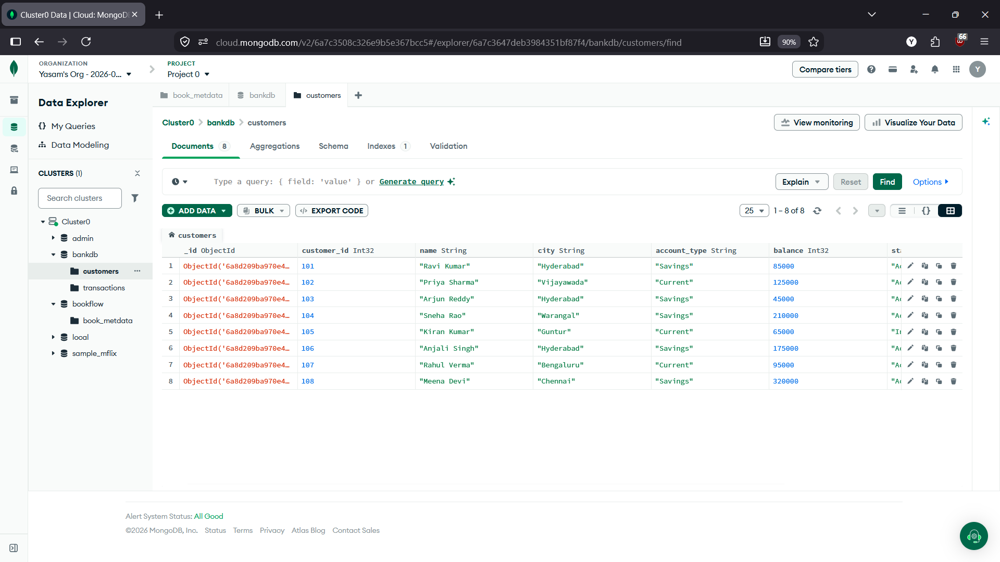 Cluster0 Data | Cloud: MongoD
cloud.mongodb.com/v2/6a7c3508c326e9b5e367bcc5#/explorer/6a7c3647deb3984351bf87f4/bankdb/customers/find
90%
Y
66
ORGANIZATION
Yasam's Org - 2026-0...
PROJECT
Project 0
Compare tiers
Y
Data Explorer
My Queries
Data Modeling
CLUSTERS (1)
Search clusters
Cluster0
admin
bankdb
customers
transactions
bookflow
book_metdata
local
sample_mflix
book_metdata
bankdb
customers
Cluster0 > bankdb > customers
View monitoring
Visualize Your Data
Documents 8
Aggregations
Schema
Indexes 1
Validation
Type a query: { field: 'value' } or Generate query
Explain
Reset
Find
Options
ADD DATA
BULK
EXPORT CODE
25
1 – 8 of 8
customers
_id ObjectId customer_id Int32 name String city String account_type String balance Int32 sta
1 ObjectId('6a8d209ba970e4… 101 "Ravi Kumar" "Hyderabad" "Savings" 85000 "Ac
2 ObjectId('6a8d209ba970e4… 102 "Priya Sharma" "Vijayawada" "Current" 125000 "Ac
3 ObjectId('6a8d209ba970e4… 103 "Arjun Reddy" "Hyderabad" "Savings" 45000 "Ac
4 ObjectId('6a8d209ba970e4… 104 "Sneha Rao" "Warangal" "Savings" 210000 "Ac
5 ObjectId('6a8d209ba970e4… 105 "Kiran Kumar" "Guntur" "Current" 65000 "In
6 ObjectId('6a8d209ba970e4… 106 "Anjali Singh" "Hyderabad" "Savings" 175000 "Ac
7 ObjectId('6a8d209ba970e4… 107 "Rahul Verma" "Bengaluru" "Current" 95000 "Ac
8 ObjectId('6a8d209ba970e4… 108 "Meena Devi" "Chennai" "Savings" 320000 "Ac
Alert System Status: All Good
©2026 MongoDB, Inc. Status Terms Privacy Atlas Blog Contact Sales